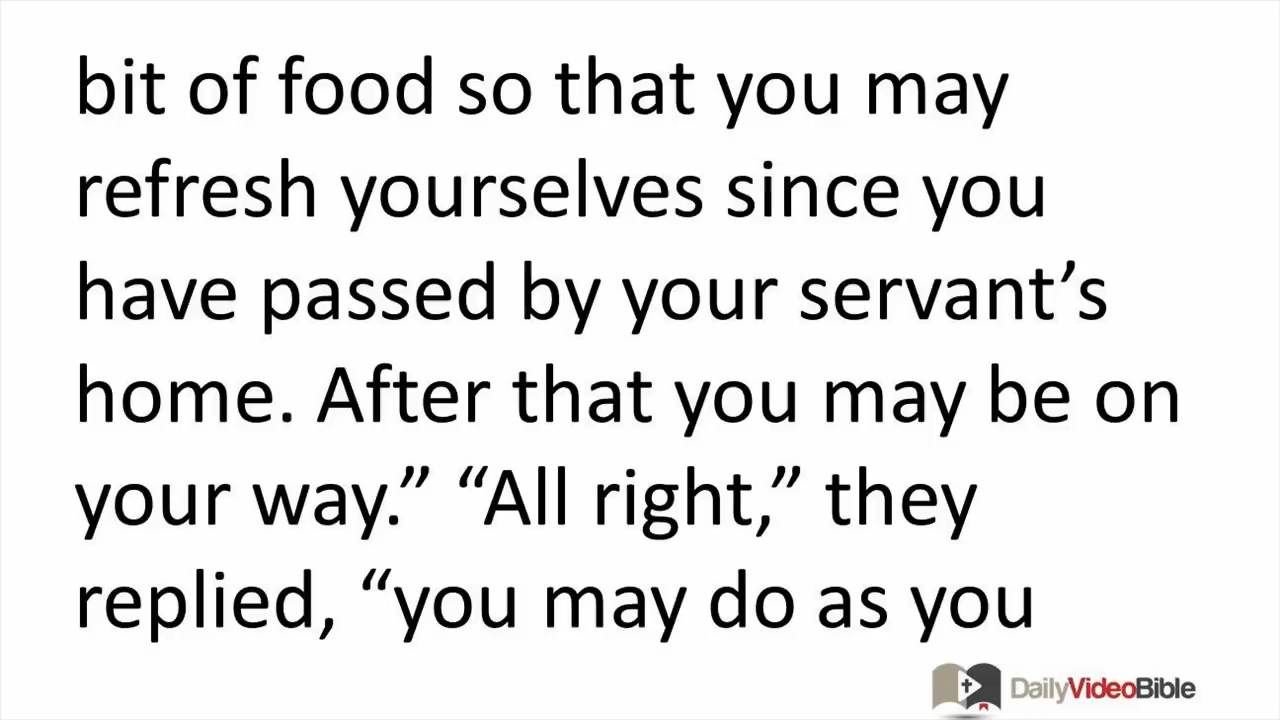 bit of food so that you may
refresh yourselves since you
have passed by your servant’s
home. After that you may be on
your way.” “All right,” they
replied, “you may do as you
DailyVideoBible